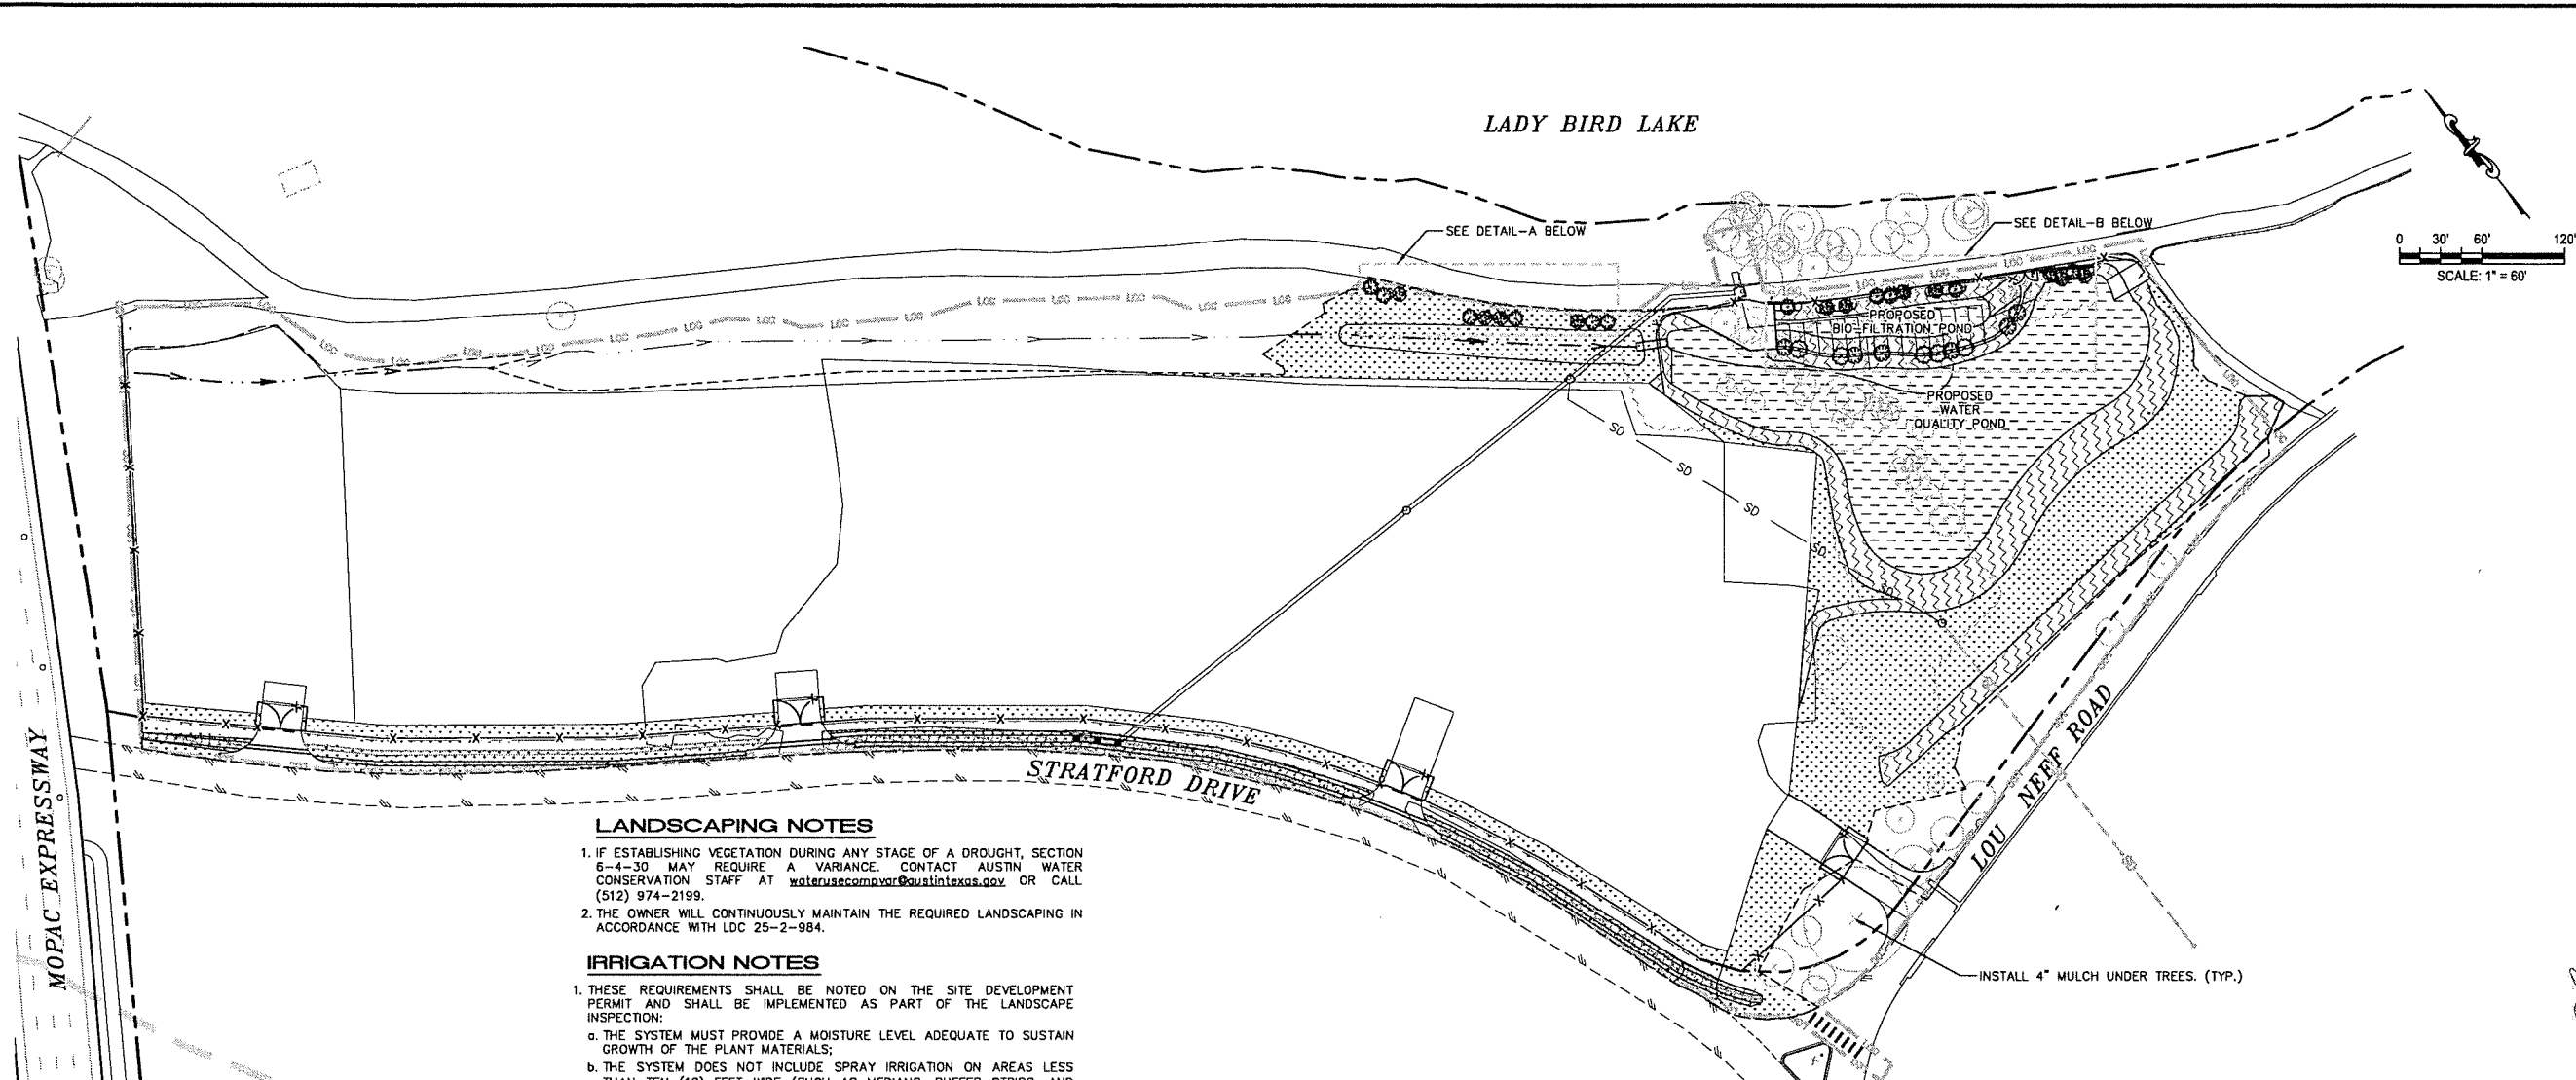 LADY BIRD LAKE
SEE DETAIL-A BELOW
SEE DETAIL-B BELOW
0 30' 60' 120'
SCALE: 1" = 60'
LOC LOC LOC LOC LOC
PROPOSED
BIO-FILTRATION POND
PROPOSED
WATER
QUALITY POND
SD
SD
SD
SD
MOPAC EXPRESSWAY
STRATFORD DRIVE
LOU NEFF ROAD
INSTALL 4" MULCH UNDER TREES. (TYP.)
LANDSCAPING NOTES
1. IF ESTABLISHING VEGETATION DURING ANY STAGE OF A DROUGHT, SECTION
6-4-30 MAY REQUIRE A VARIANCE. CONTACT AUSTIN WATER
CONSERVATION STAFF AT waterusecompvar@austintexas.gov OR CALL
(512) 974-2199.
2. THE OWNER WILL CONTINUOUSLY MAINTAIN THE REQUIRED LANDSCAPING IN
ACCORDANCE WITH LDC 25-2-984.
IRRIGATION NOTES
1. THESE REQUIREMENTS SHALL BE NOTED ON THE SITE DEVELOPMENT
PERMIT AND SHALL BE IMPLEMENTED AS PART OF THE LANDSCAPE
INSPECTION:
a. THE SYSTEM MUST PROVIDE A MOISTURE LEVEL ADEQUATE TO SUSTAIN
GROWTH OF THE PLANT MATERIALS;
b. THE SYSTEM DOES NOT INCLUDE SPRAY IRRIGATION ON AREAS LESS